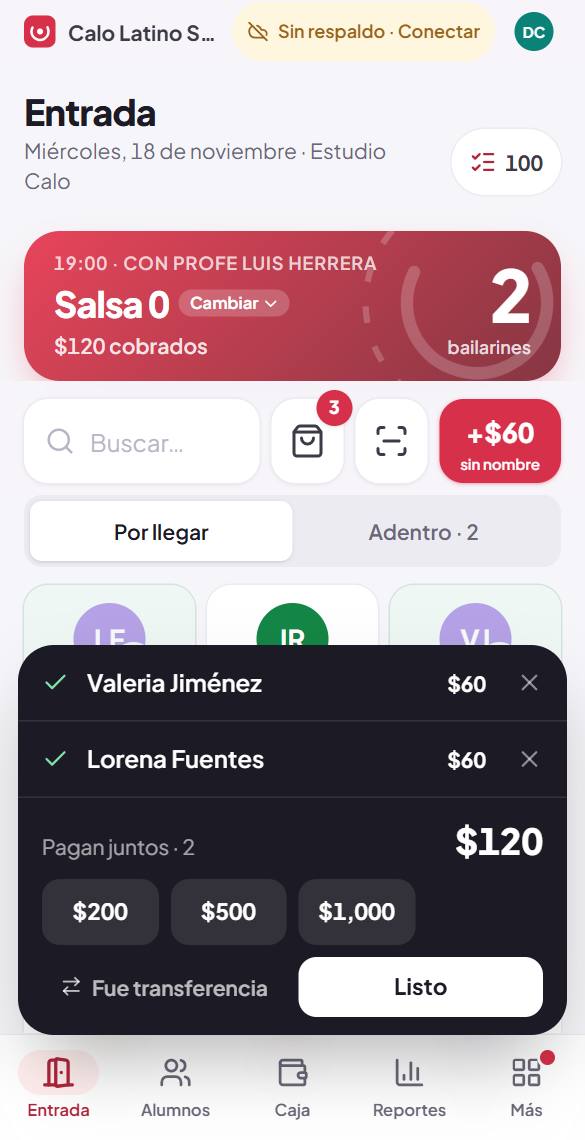 Calo Latino S...
Sin respaldo · Conectar
DC
Entrada
Miércoles, 18 de noviembre · Estudio
Calo
100
19:00 · CON PROFE LUIS HERRERA
Salsa 0
Cambiar
2
$120 cobrados
bailarines
Buscar...
3
+$60
sin nombre
Por llegar
Adentro · 2
Valeria Jiménez
$60
Lorena Fuentes
$60
Pagan juntos · 2
$120
$200
$500
$1,000
Fue transferencia
Listo
Entrada
Alumnos
Caja
Reportes
Más